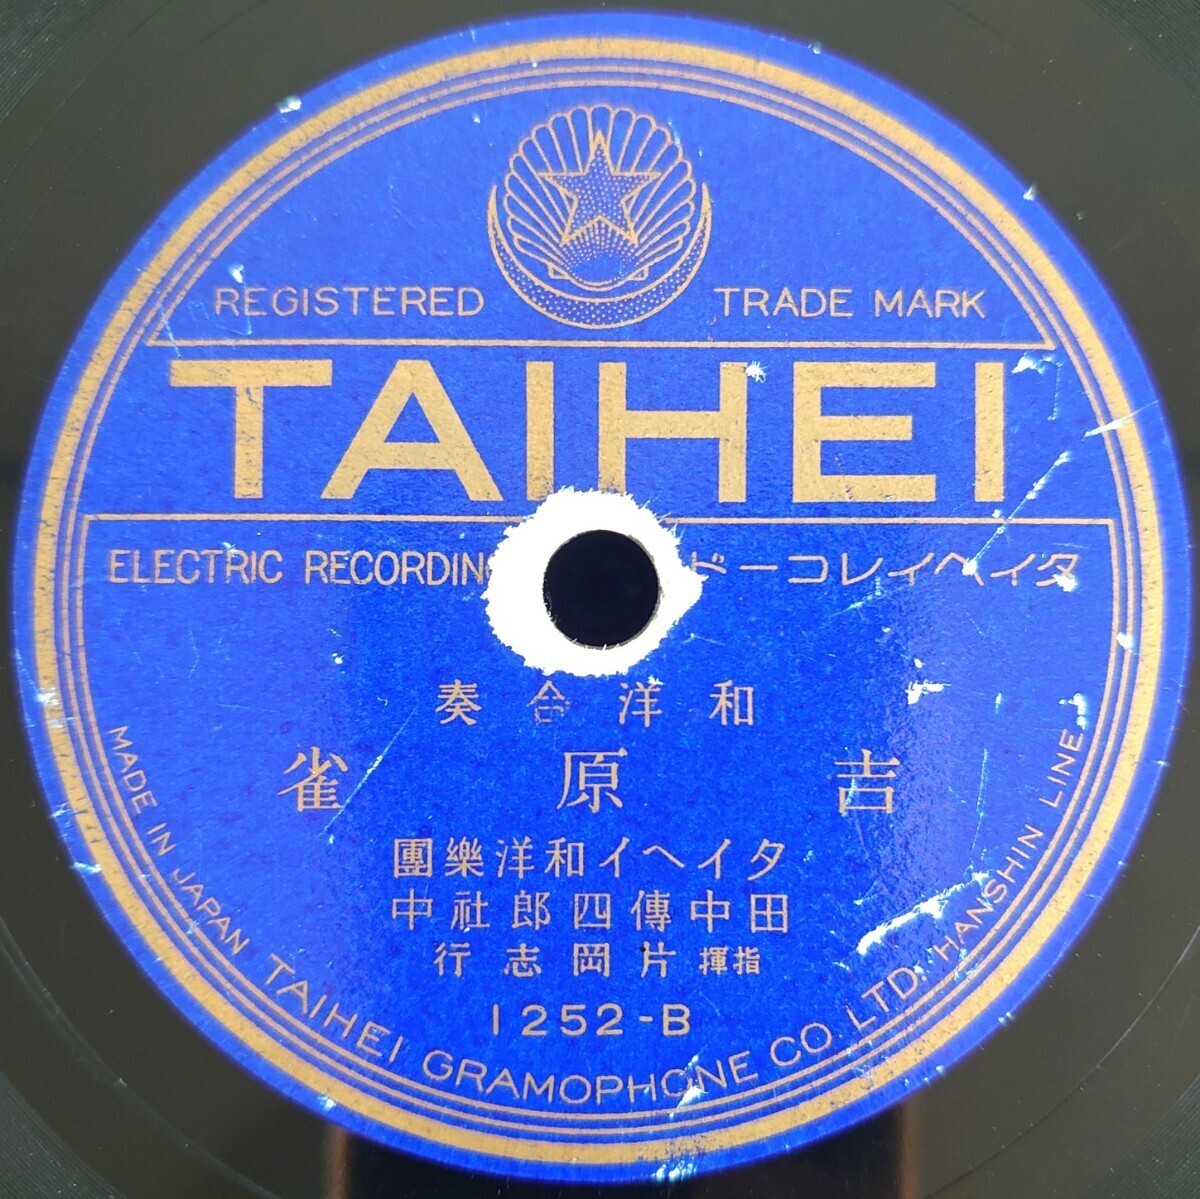 REGISTERED TRADE MARK
TAIHEI
ELECTRIC RECORDING
タイヘイレコード
和洋合奏
吉原雀
タイヘイ和洋樂團
田中傳四郎社中
指揮 片岡志行
1252-B
MADE IN JAPAN TAIHEI GRAMOPHONE CO. LTD. HANSHIN LINE